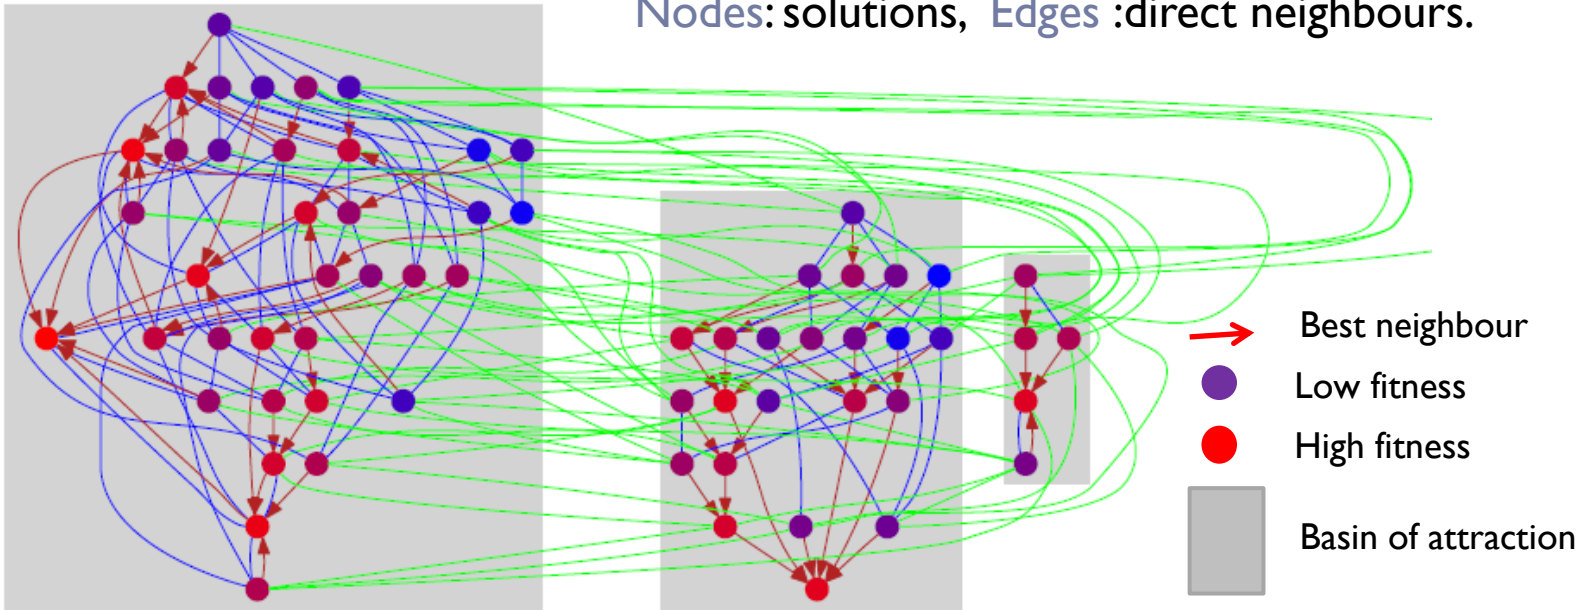 Nodes: solutions, Edges :direct neighbours.
Best neighbour
Low fitness
High fitness
Basin of attraction